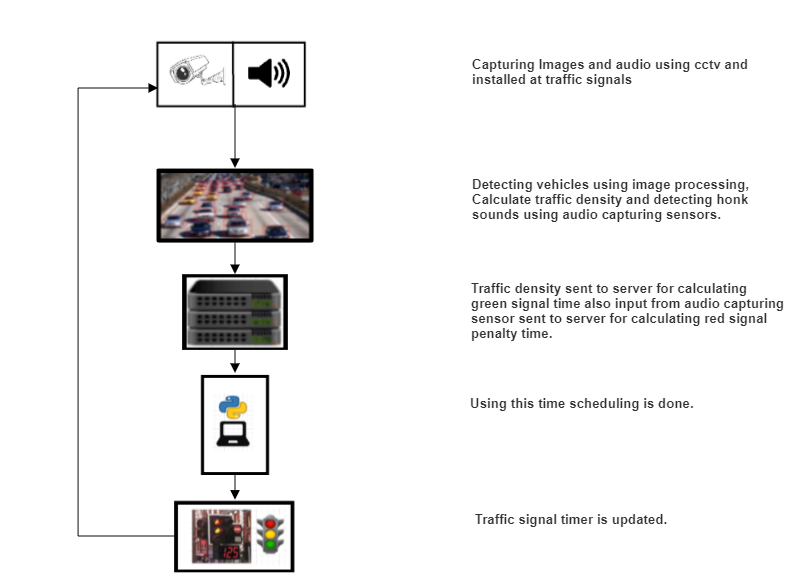 Capturing Images and audio using cctv and
installed at traffic signals
Detecting vehicles using image processing,
Calculate traffic density and detecting honk
sounds using audio capturing sensors.
Traffic density sent to server for calculating
green signal time also input from audio capturing
sensor sent to server for calculating red signal
penalty time.
Using this time scheduling is done.
125
Traffic signal timer is updated.